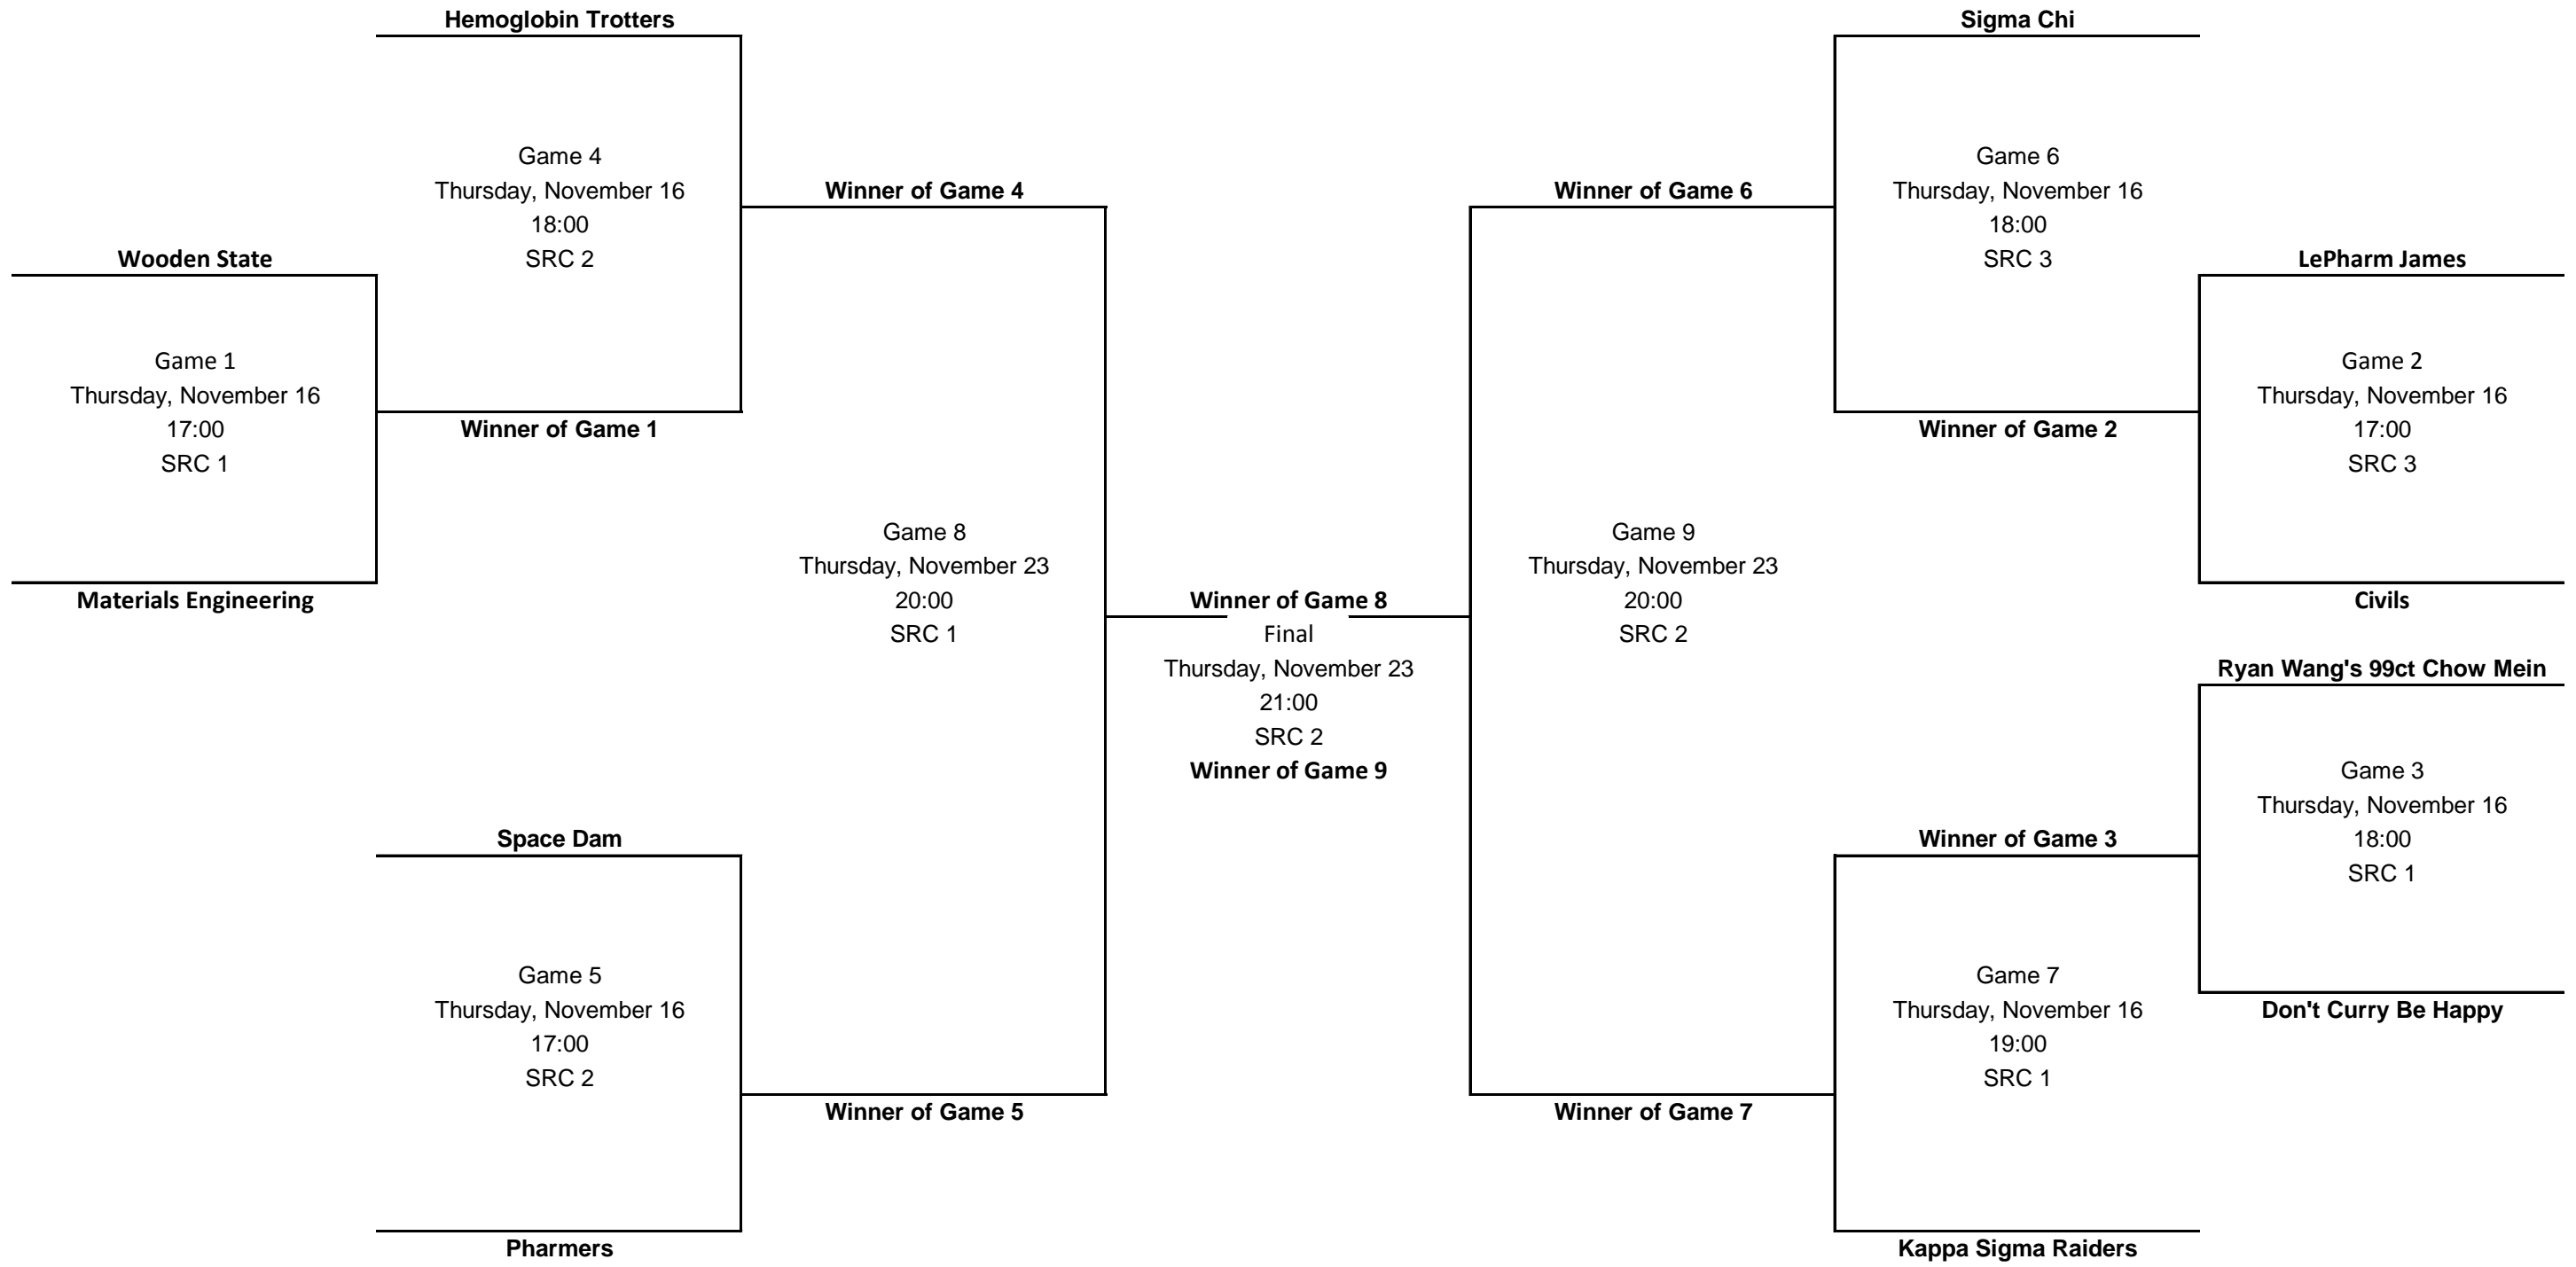 Hemoglobin Trotters
Game 4
Thursday, November 16
18:00
SRC 2
Wooden State
Game 1
Thursday, November 16
17:00
SRC 1
Materials Engineering
Winner of Game 1
Winner of Game 4
Game 8
Thursday, November 23
20:00
SRC 1
Space Dam
Game 5
Thursday, November 16
17:00
SRC 2
Pharmers
Winner of Game 5
Winner of Game 8
Final
Thursday, November 23
21:00
SRC 2
Winner of Game 9
Winner of Game 6
Game 9
Thursday, November 23
20:00
SRC 2
Winner of Game 7
Sigma Chi
Game 6
Thursday, November 16
18:00
SRC 3
Winner of Game 2
LePharm James
Game 2
Thursday, November 16
17:00
SRC 3
Civils
Winner of Game 3
Game 7
Thursday, November 16
19:00
SRC 1
Kappa Sigma Raiders
Ryan Wang's 99ct Chow Mein
Game 3
Thursday, November 16
18:00
SRC 1
Don't Curry Be Happy